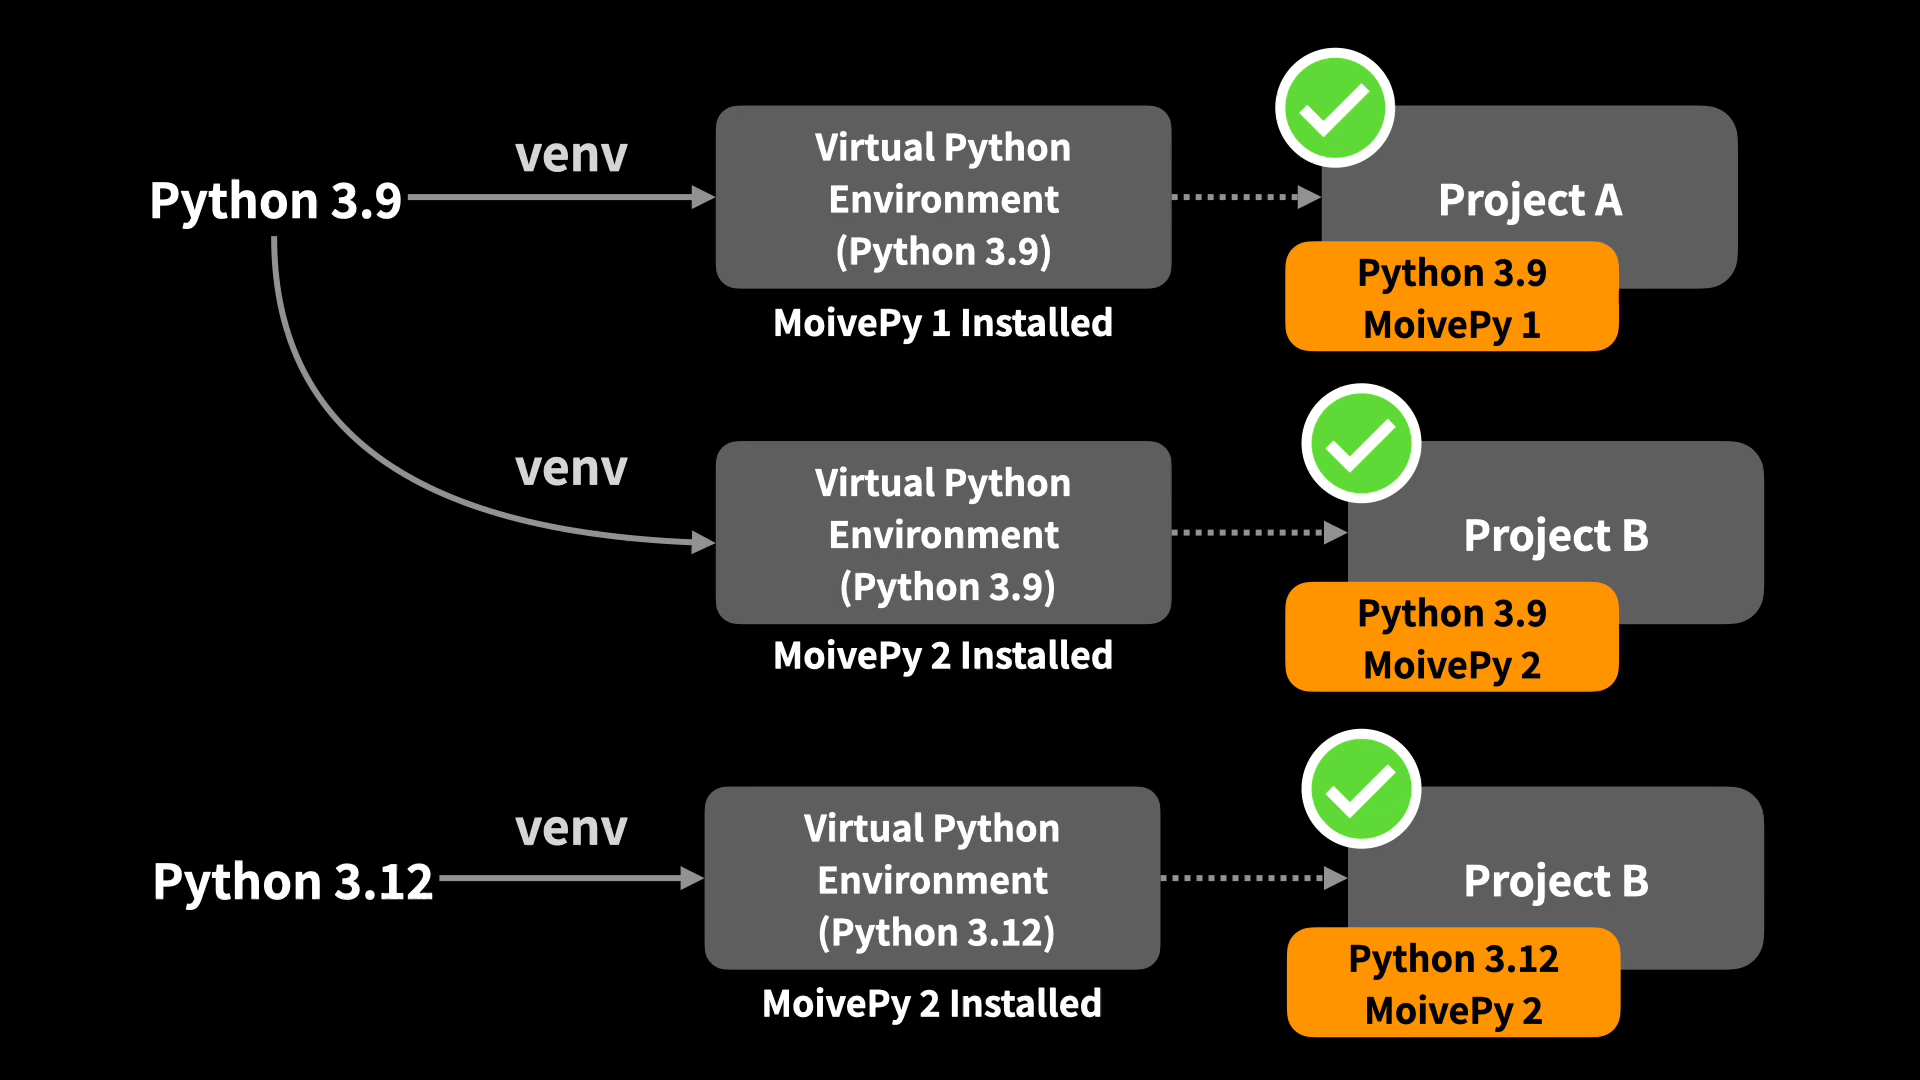 venv
Python 3.9
Virtual Python
Environment
(Python 3.9)
MoivePy 1 Installed
Project A
Python 3.9
MoivePy 1
venv
Virtual Python
Environment
(Python 3.9)
MoivePy 2 Installed
Project B
Python 3.9
MoivePy 2
venv
Python 3.12
Virtual Python
Environment
(Python 3.12)
MoivePy 2 Installed
Project B
Python 3.12
MoivePy 2